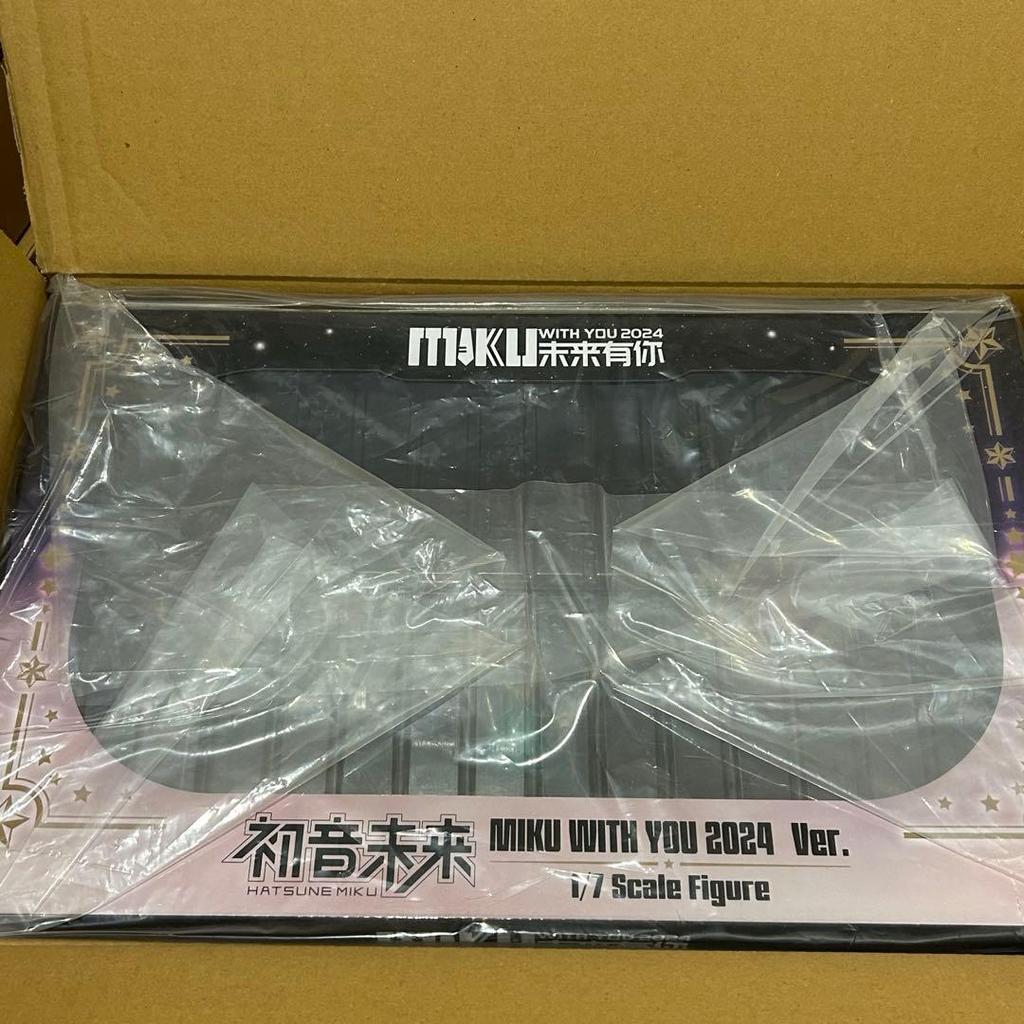 MIKU WITH YOU 2024
未来有你
初音未来
HATSUNE MIKU
MIKU WITH YOU 2024 Ver.
1/7 Scale Figure